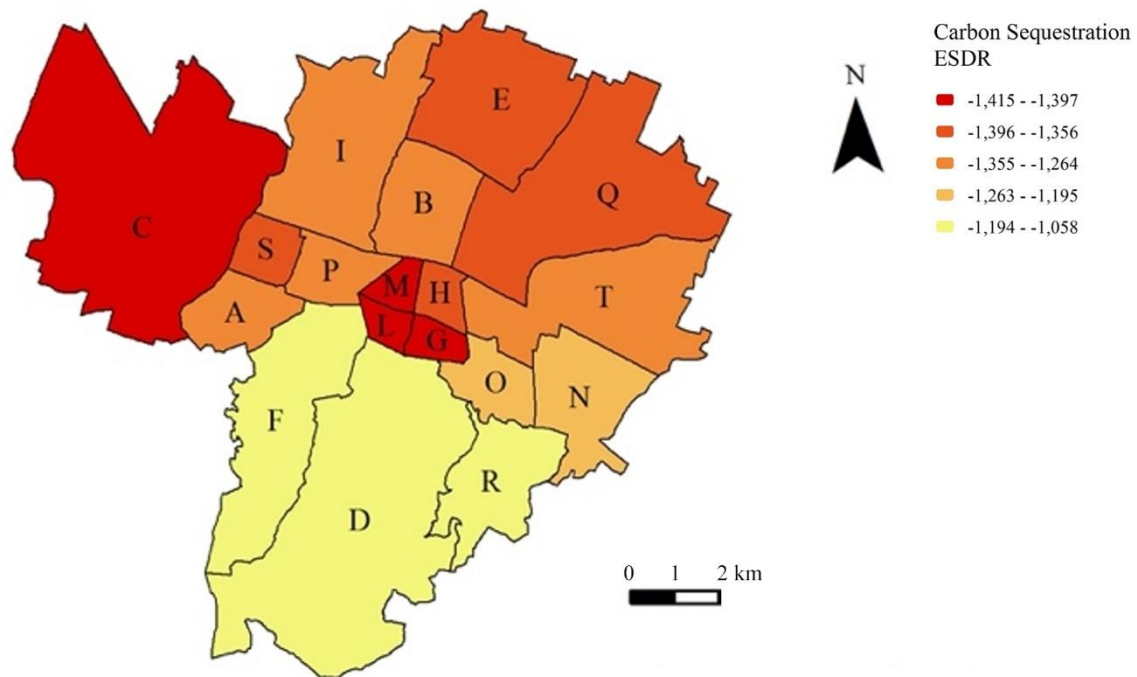 Carbon Sequestration
ESDR
N
-1,415 - -1,397
-1,396 - -1,356
-1,355 - -1,264
-1,263 - -1,195
-1,194 - -1,058
E
I
Q
B
C
S
P
M
H
T
A
L
G
O
N
F
R
D
0 1 2 km